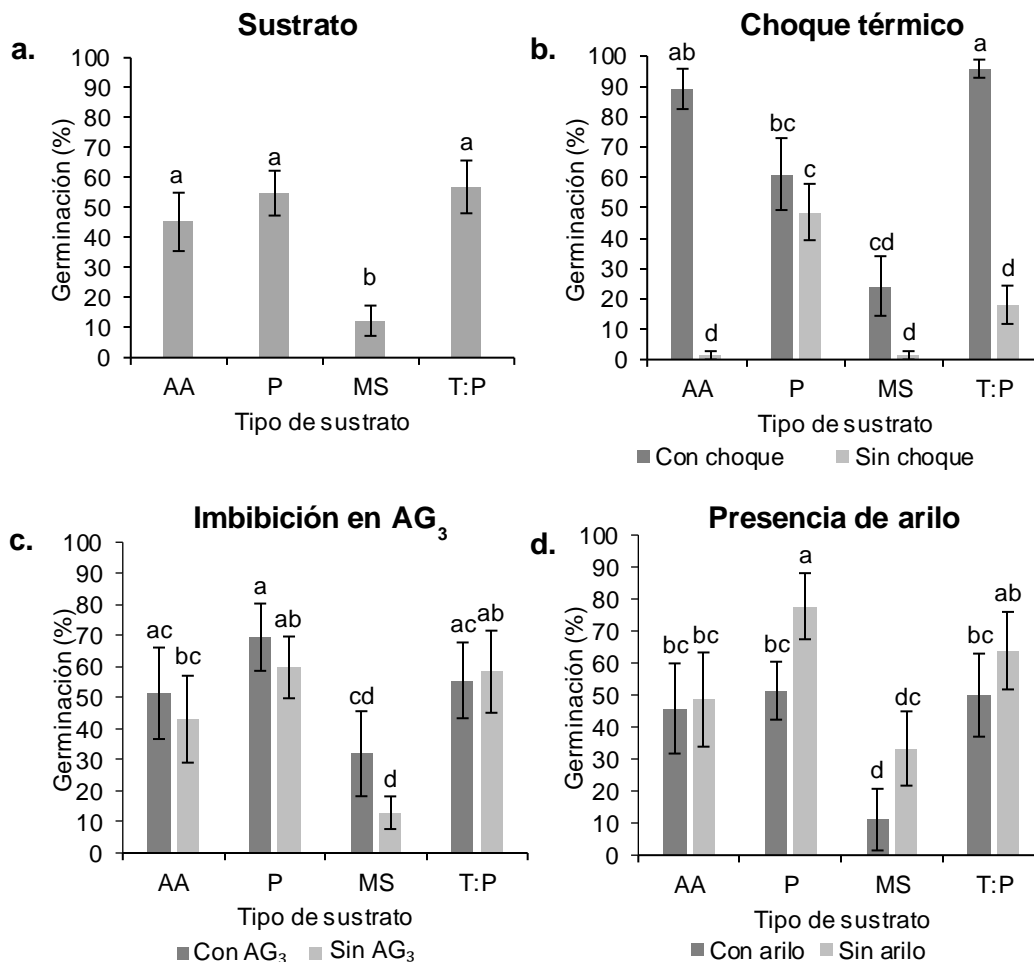 a.
Sustrato
Germinación (%)
100
90
80
70
60
50
40
30
20
10
0
a
a
b
a
AA P MS T:P
Tipo de sustrato
b.
Choque térmico
Germinación (%)
100
90
80
70
60
50
40
30
20
10
0
ab
d
bc
c
cd
d
a
d
AA P MS T:P
Tipo de sustrato
Con choque Sin choque
c.
Imbibición en AG₃
Germinación (%)
100
90
80
70
60
50
40
30
20
10
0
ac
bc
a
ab
cd
d
ac
ab
AA P MS T:P
Tipo de sustrato
Con AG₃ Sin AG₃
d.
Presencia de arilo
Germinación (%)
100
90
80
70
60
50
40
30
20
10
0
bc
bc
bc
a
d
dc
bc
ab
AA P MS T:P
Tipo de sustrato
Con arilo Sin arilo